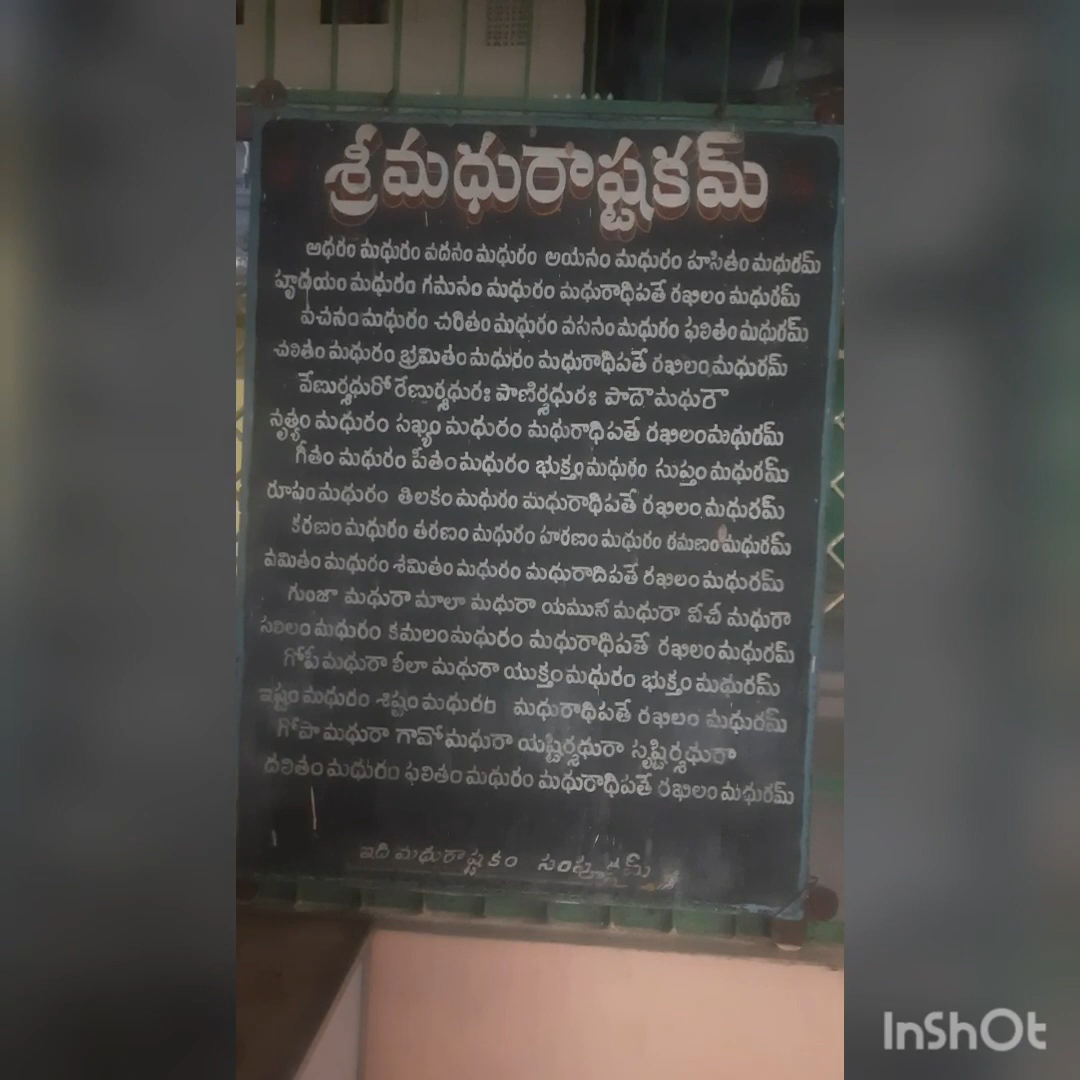 శ్రీమధురాష్టకమ్
అధరం మధురం వదనం మధురం అయనం మధురం హసితం మధురమ్
హృదయం మధురం గమనం మధురం మధురాధిపతే రఖిలం మధురమ్
వచనం మధురం చరితం మధురం వసనం మధురం ఫలితం మధురమ్
చలితం మధురం భ్రమితం మధురం మధురాధిపతే రఖిలం మధురమ్
వేణుర్మధురో రేణుర్మధురః పాణిర్మధురః పాదౌ మధురా
నృత్యం మధురం సఖ్యం మధురం మధురాధిపతే రఖిలం మధురమ్
గీతం మధురం పీతం మధురం భుక్తం మధురం సుప్తం మధురమ్
రూపం మధురం తిలకం మధురం మధురాధిపతే రఖిలం మధురమ్
కరణం మధురం తరణం మధురం హరణం మధురం రమణం మధురమ్
వమితం మధురం శమితం మధురం మధురాదిపతే రఖిలం మధురమ్
గుంజా మధురా మాలా మధురా యమునీ మధురా వీచీ మధురా
సలిలం మధురం కమలం మధురం మధురాధిపతే రఖిలం మధురమ్
గోపీ మధురా లీలా మధురా యుక్తం మధురం భుక్తం మధురమ్
ఇష్టం మధురం శిష్టం మధురం మధురాధిపతే రఖిలం మధురమ్
గోపా మధురా గావో మధురా యష్టిర్మధురా సృష్టిర్మధురా
దలితం మధురం ఫలితం మధురం మధురాధిపతే రఖిలం మధురమ్
ఇది మధురాష్టకం సంపూర్ణమ్
InShOt